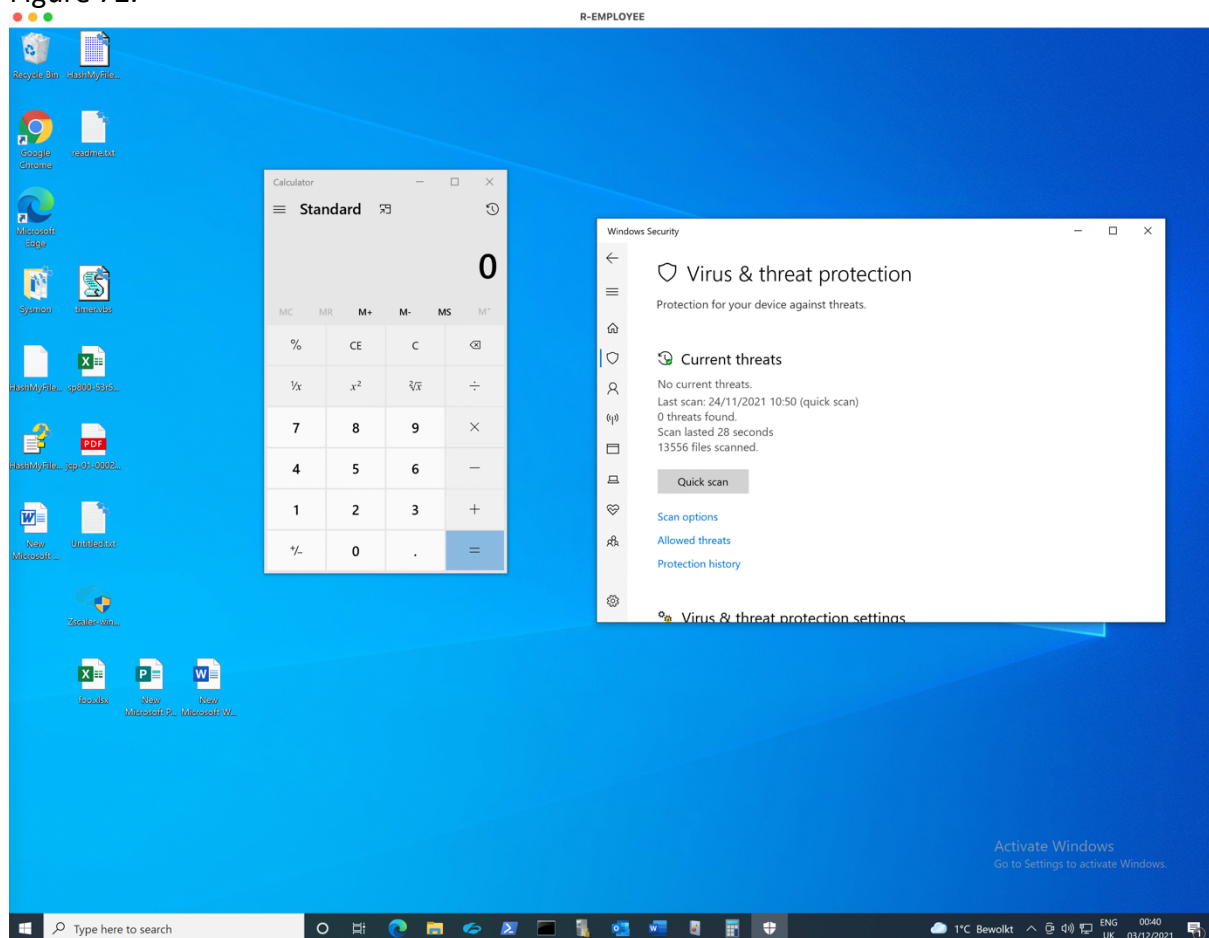 R-EMPLOYEE
Recycle Bin
HashMyFile...
Google
Chrome
readme.txt
Microsoft
Edge
Sysmon
timer.vbs
HashMyFile...
sp800-53r5...
HashMyFile...
PDF
jcp-01-0002...
New
Microsoft ...
Untitled.txt
Zscaler-win...
foo.xlsx
New
Microsoft P...
New
Microsoft W...
Calculator
Standard
0
MC MR M+ M- MS M˅
% CE C
¹/x x² ²√x ÷
7 8 9 ×
4 5 6 −
1 2 3 +
+/- 0 . =
Windows Security
Virus & threat protection
Protection for your device against threats.
Current threats
No current threats.
Last scan: 24/11/2021 10:50 (quick scan)
0 threats found.
Scan lasted 28 seconds
13556 files scanned.
Quick scan
Scan options
Allowed threats
Protection history
Virus & threat protection settings
Activate Windows
Go to Settings to activate Windows.
Type here to search
1°C Bewolkt
ENG
UK
00:40
03/12/2021